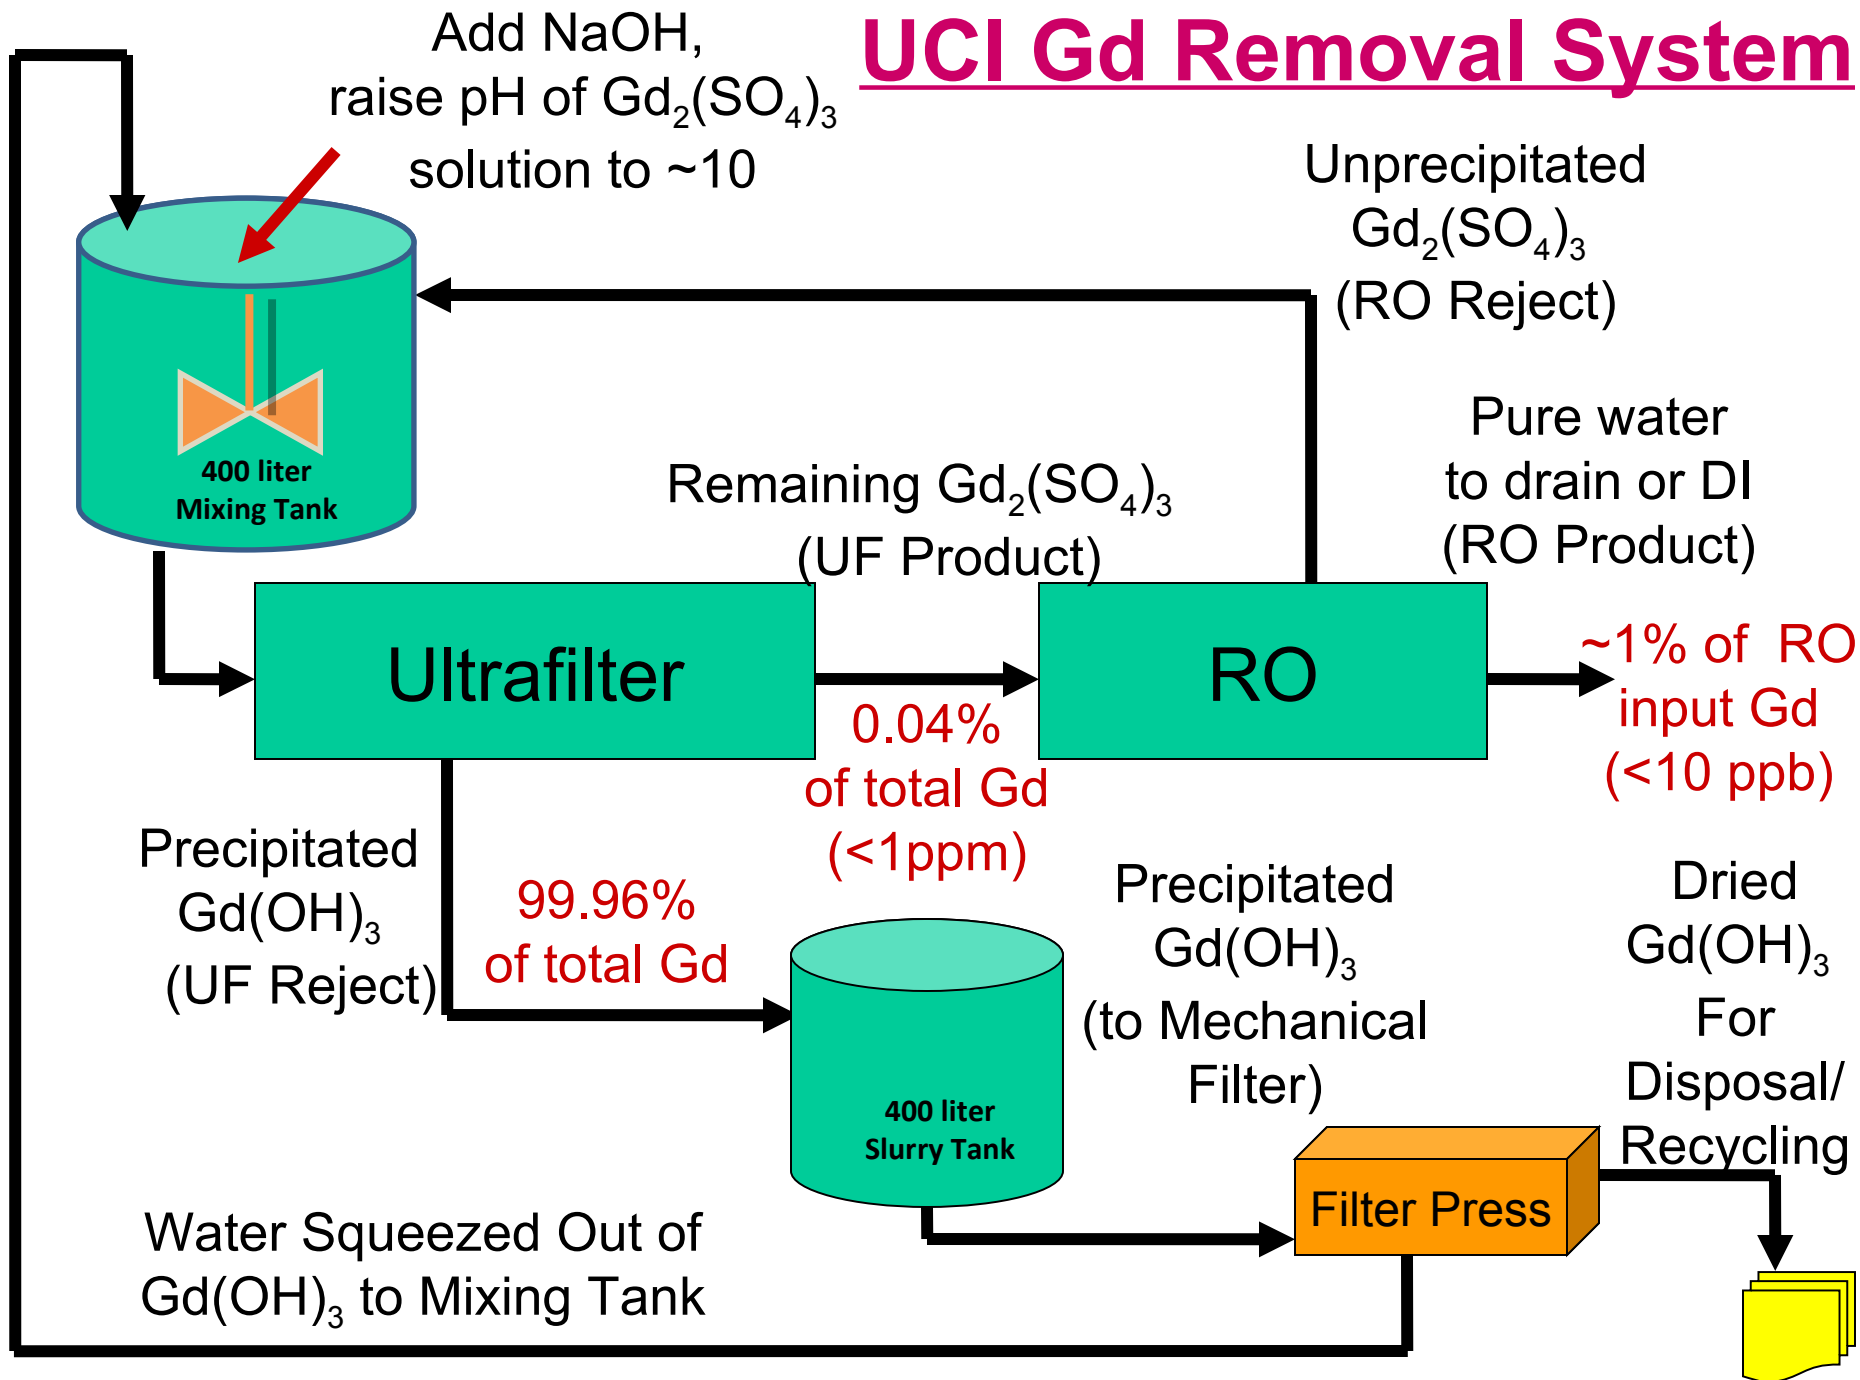 UCI Gd Removal System
Add NaOH,
raise pH of Gd₂(SO₄)₃
solution to ~10
Unprecipitated
Gd₂(SO₄)₃
(RO Reject)
400 liter
Mixing Tank
Remaining Gd₂(SO₄)₃
(UF Product)
Pure water
to drain or DI
(RO Product)
Ultrafilter
RO
~1% of RO
input Gd
(<10 ppb)
0.04%
of total Gd
(<1ppm)
Precipitated
Gd(OH)₃
(UF Reject)
99.96%
of total Gd
400 liter
Slurry Tank
Precipitated
Gd(OH)₃
(to Mechanical
Filter)
Dried
Gd(OH)₃
For
Disposal/
Recycling
Filter Press
Water Squeezed Out of
Gd(OH)₃ to Mixing Tank